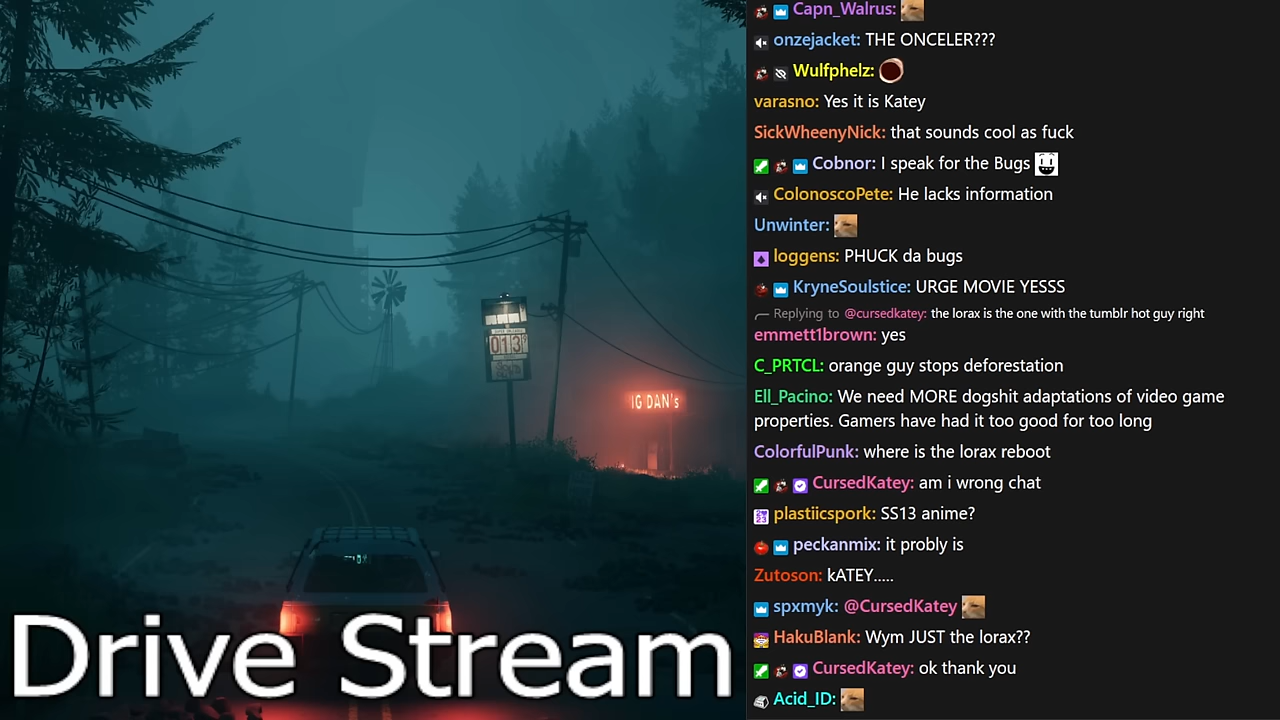 013
IG DAN's
Drive Stream
Capn_Walrus:
onzejacket: THE ONCELER???
Wulfphelz:
varasno: Yes it is Katey
SickWheenyNick: that sounds cool as fuck
Cobnor: I speak for the Bugs
ColonoscoPete: He lacks information
Unwinter:
loggens: PHUCK da bugs
KryneSoulstice: URGE MOVIE YESSS
Replying to @cursedkatey: the lorax is the one with the tumblr hot guy right
emmett1brown: yes
C_PRTCL: orange guy stops deforestation
Ell_Pacino: We need MORE dogshit adaptations of video game
properties. Gamers have had it too good for too long
ColorfulPunk: where is the lorax reboot
CursedKatey: am i wrong chat
plastiicspork: SS13 anime?
peckanmix: it probly is
Zutoson: kATEY.....
spxmyk: @CursedKatey
HakuBlank: Wym JUST the lorax??
CursedKatey: ok thank you
Acid_ID: